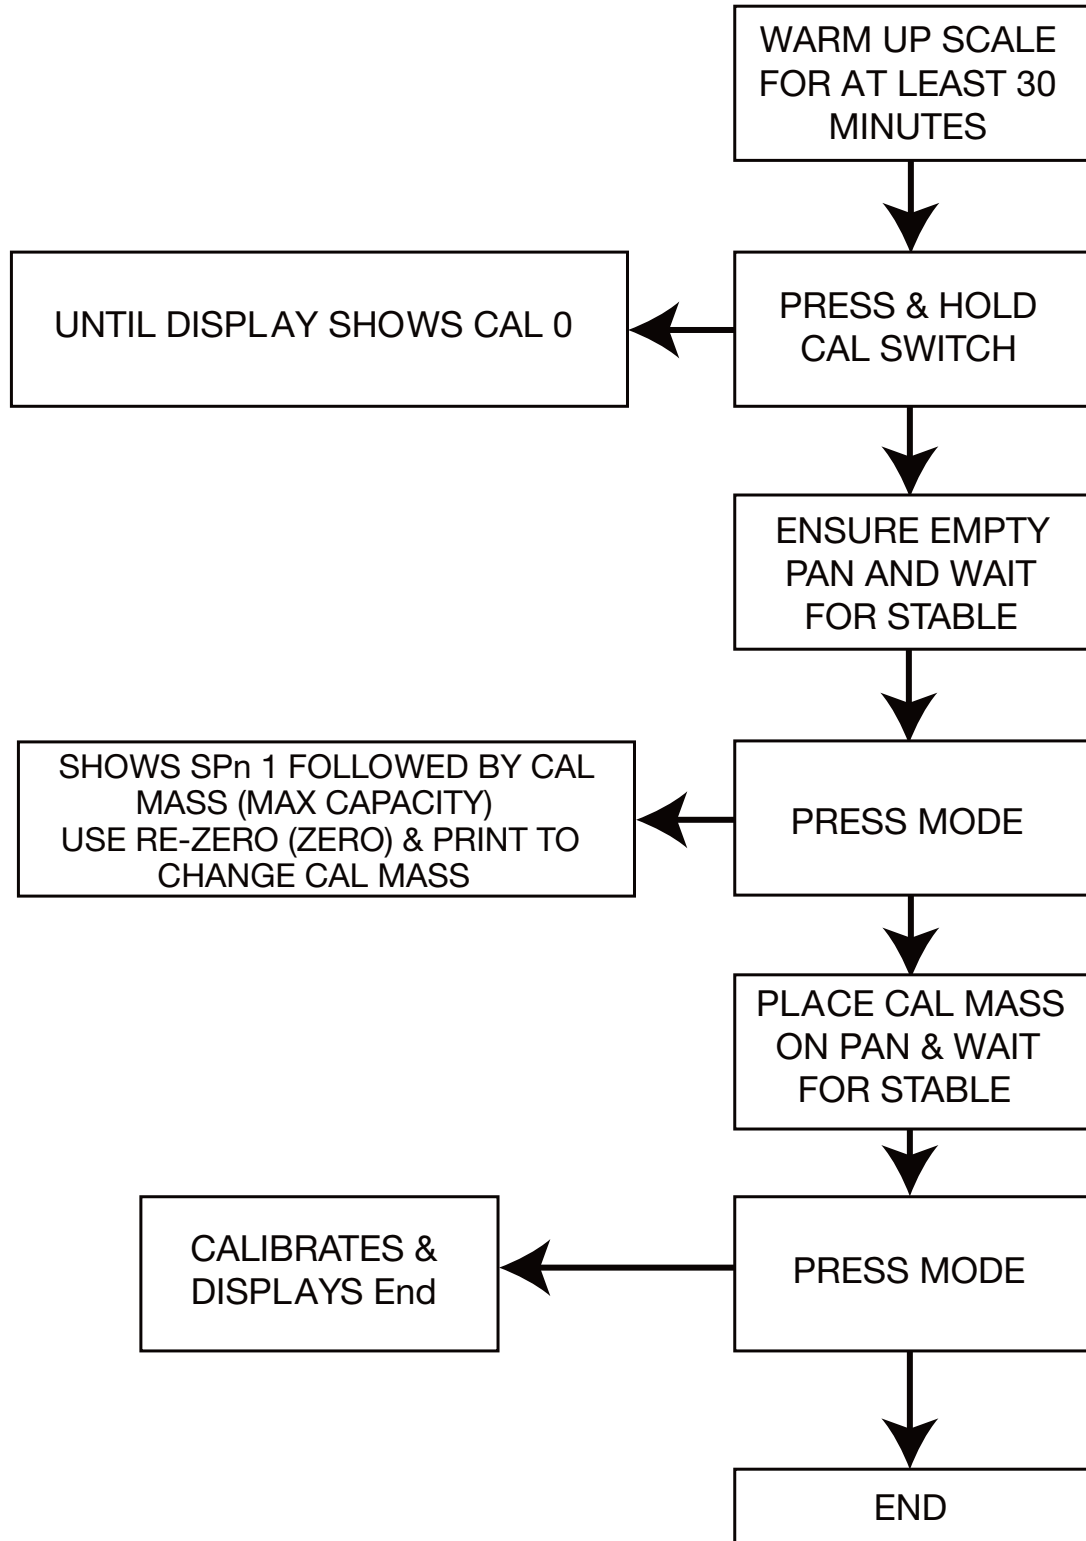 WARM UP SCALE
FOR AT LEAST 30
MINUTES
PRESS & HOLD
CAL SWITCH
UNTIL DISPLAY SHOWS CAL 0
ENSURE EMPTY
PAN AND WAIT
FOR STABLE
PRESS MODE
SHOWS SPn 1 FOLLOWED BY CAL
MASS (MAX CAPACITY)
USE RE-ZERO (ZERO) & PRINT TO
CHANGE CAL MASS
PLACE CAL MASS
ON PAN & WAIT
FOR STABLE
PRESS MODE
CALIBRATES &
DISPLAYS End
END